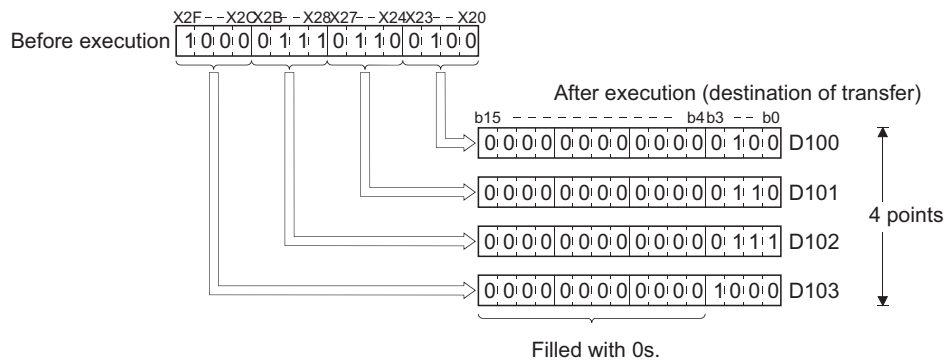 X2F - - X2C X2B - - X28 X27 - - X24 X23 - - X20
Before execution 1 0 0 0 0 1 1 1 0 1 1 0 0 1 0 0
After execution (destination of transfer)
b15 - - - - - - - - - - - - - b4 b3 - - b0
0 0 0 0 0 0 0 0 0 0 0 0 0 1 0 0 D100
0 0 0 0 0 0 0 0 0 0 0 0 0 1 1 0 D101
4 points
0 0 0 0 0 0 0 0 0 0 0 0 0 1 1 1 D102
0 0 0 0 0 0 0 0 0 0 0 0 1 0 0 0 D103
Filled with 0s.